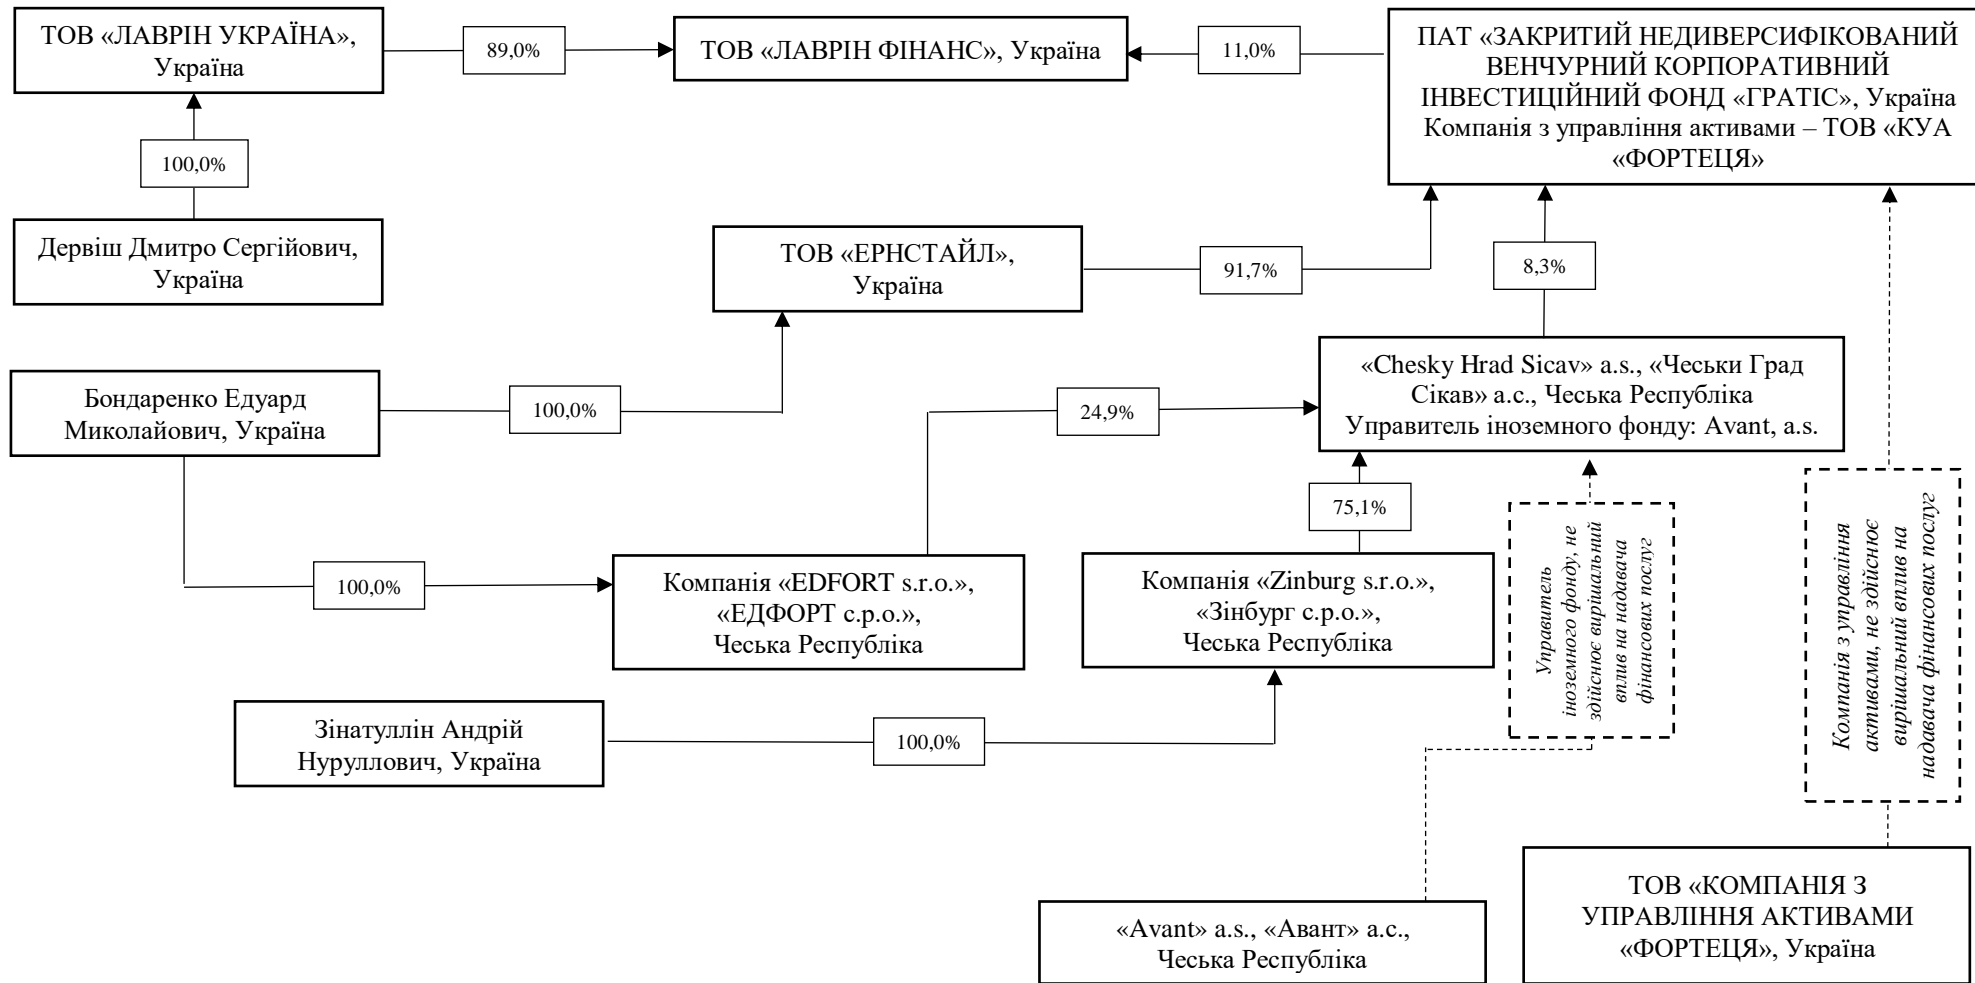 ТОВ «ЛАВРІН УКРАЇНА»,
Україна
89,0%
ТОВ «ЛАВРІН ФІНАНС», Україна
11,0%
ПАТ «ЗАКРИТИЙ НЕДИВЕРСИФІКОВАНИЙ
ВЕНЧУРНИЙ КОРПОРАТИВНИЙ
ІНВЕСТИЦІЙНИЙ ФОНД «ГРАТІС», Україна
Компанія з управління активами – ТОВ «КУА
«ФОРТЕЦЯ»
100,0%
Дервіш Дмитро Сергійович,
Україна
ТОВ «ЕРНСТАЙЛ»,
Україна
91,7%
8,3%
Бондаренко Едуард
Миколайович, Україна
100,0%
24,9%
«Chesky Hrad Sicav» a.s., «Чеськи Град
Сікав» а.с., Чеська Республіка
Управитель іноземного фонду: Avant, a.s.
75,1%
100,0%
Компанія «EDFORT s.r.o.»,
«ЕДФОРТ с.р.о.»,
Чеська Республіка
Компанія «Zinburg s.r.o.»,
«Зінбург с.р.о.»,
Чеська Республіка
Управитель
іноземного фонду, не
здійснює вирішальний
вплив на надавача
фінансових послуг
Компанія з управління
активами, не здійснює
вирішальний вплив на
надавача фінансових послуг
Зінатуллін Андрій
Нуруллович, Україна
100,0%
«Avant» a.s., «Авант» а.с.,
Чеська Республіка
ТОВ «КОМПАНІЯ З
УПРАВЛІННЯ АКТИВАМИ
«ФОРТЕЦЯ», Україна